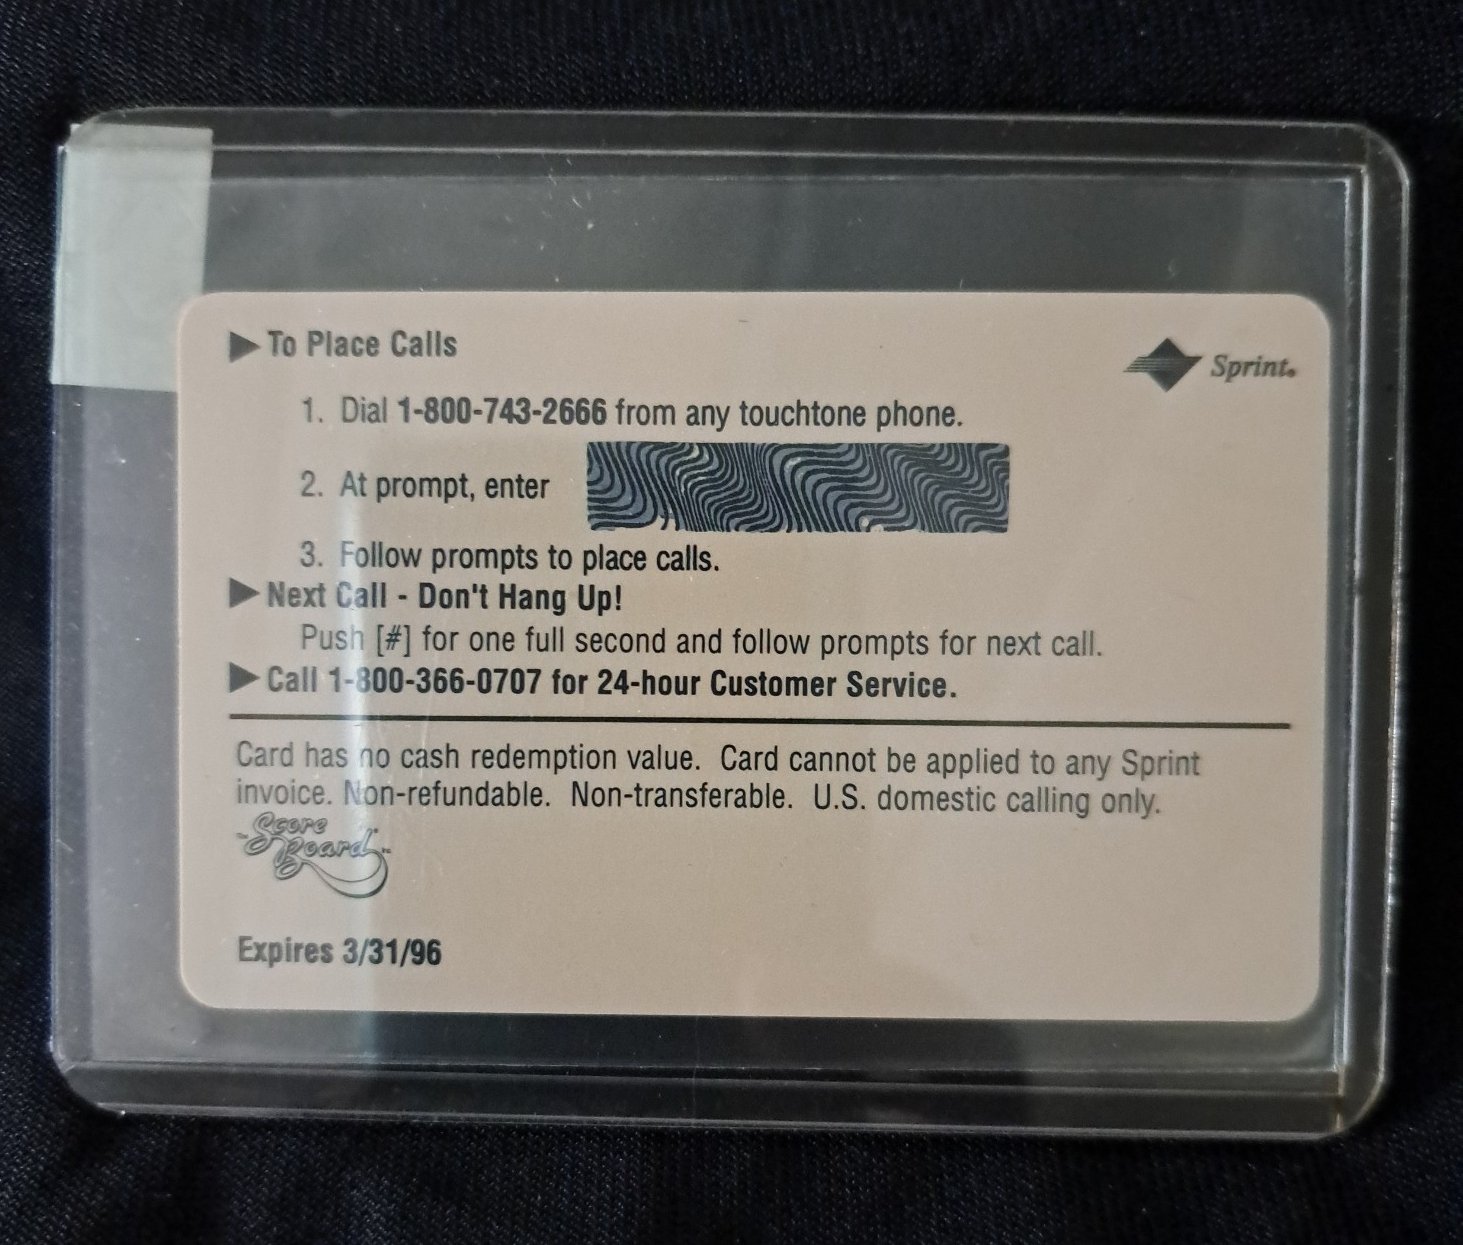 ▶ To Place Calls
Sprint.
1. Dial 1-800-743-2666 from any touchtone phone.
2. At prompt, enter
3. Follow prompts to place calls.
▶ Next Call - Don't Hang Up!
Push [#] for one full second and follow prompts for next call.
▶ Call 1-800-366-0707 for 24-hour Customer Service.
Card has no cash redemption value. Card cannot be applied to any Sprint
invoice. Non-refundable. Non-transferable. U.S. domestic calling only.
Score
Board
Expires 3/31/96